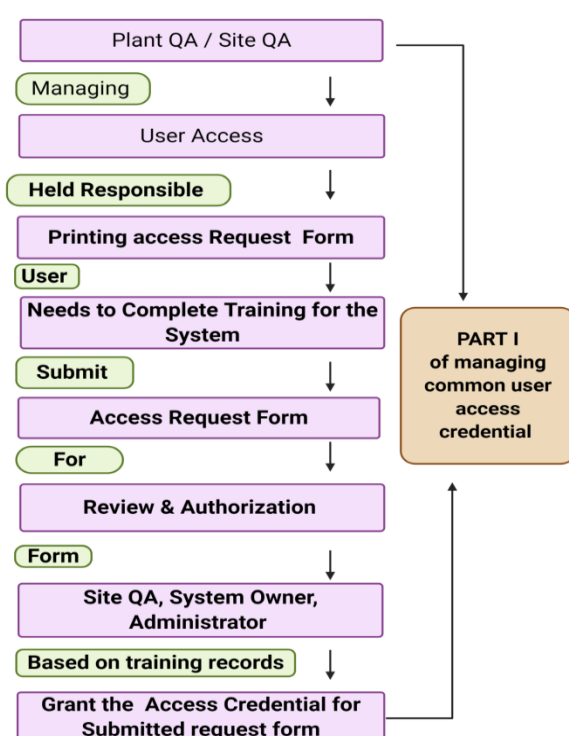 Plant QA / Site QA
Managing
User Access
Held Responsible
Printing access Request Form
User
Needs to Complete Training for the
System
Submit
Access Request Form
For
Review & Authorization
Form
Site QA, System Owner,
Administrator
Based on training records
Grant the Access Credential for
Submitted request form
PART I
of managing
common user
access
credential